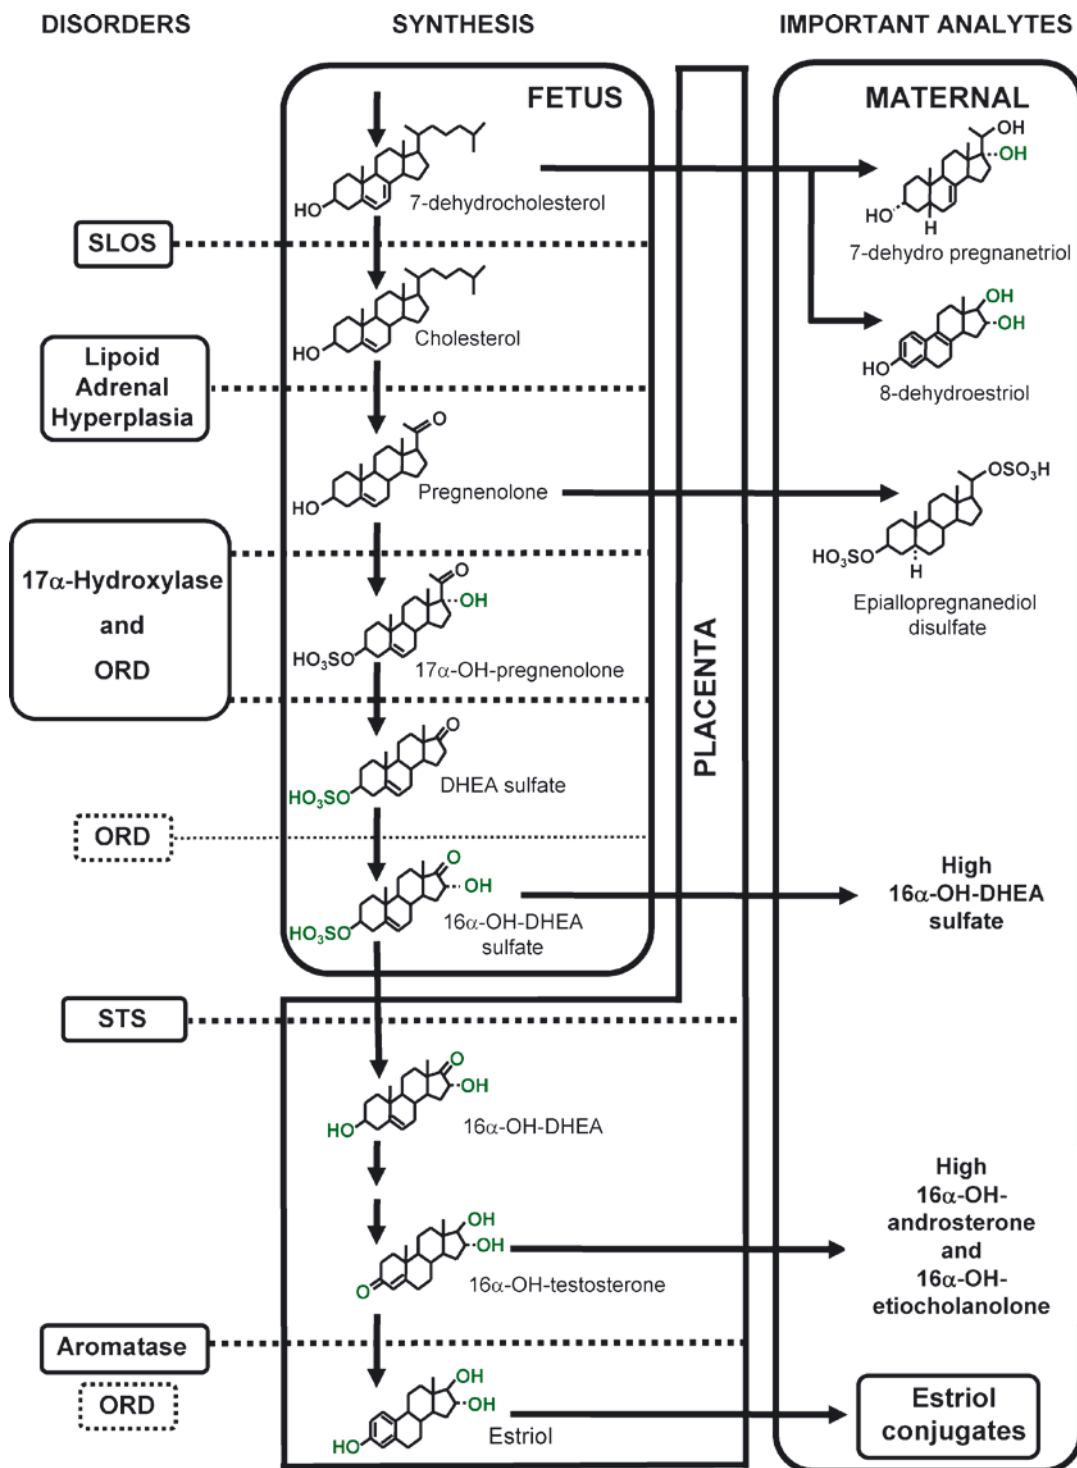 DISORDERS
SYNTHESIS
IMPORTANT ANALYTES
FETUS
MATERNAL
OH
OH
HO
H
7-dehydro pregnanetriol
HO
7-dehydrocholesterol
SLOS
OH
OH
HO
8-dehydroestriol
HO
Cholesterol
Lipoid
Adrenal
Hyperplasia
O
HO
Pregnenolone
OSO₃H
HO₃SO
H
Epiallopregnanediol
disulfate
17α-Hydroxylase
and
ORD
O
OH
HO₃SO
17α-OH-pregnenolone
PLACENTA
O
HO₃SO
DHEA sulfate
ORD
O
OH
HO₃SO
16α-OH-DHEA
sulfate
High
16α-OH-DHEA
sulfate
STS
O
OH
HO
16α-OH-DHEA
OH
OH
O
16α-OH-testosterone
High
16α-OH-
androsterone
and
16α-OH-
etiocholanolone
Aromatase
ORD
OH
OH
HO
Estriol
Estriol
conjugates